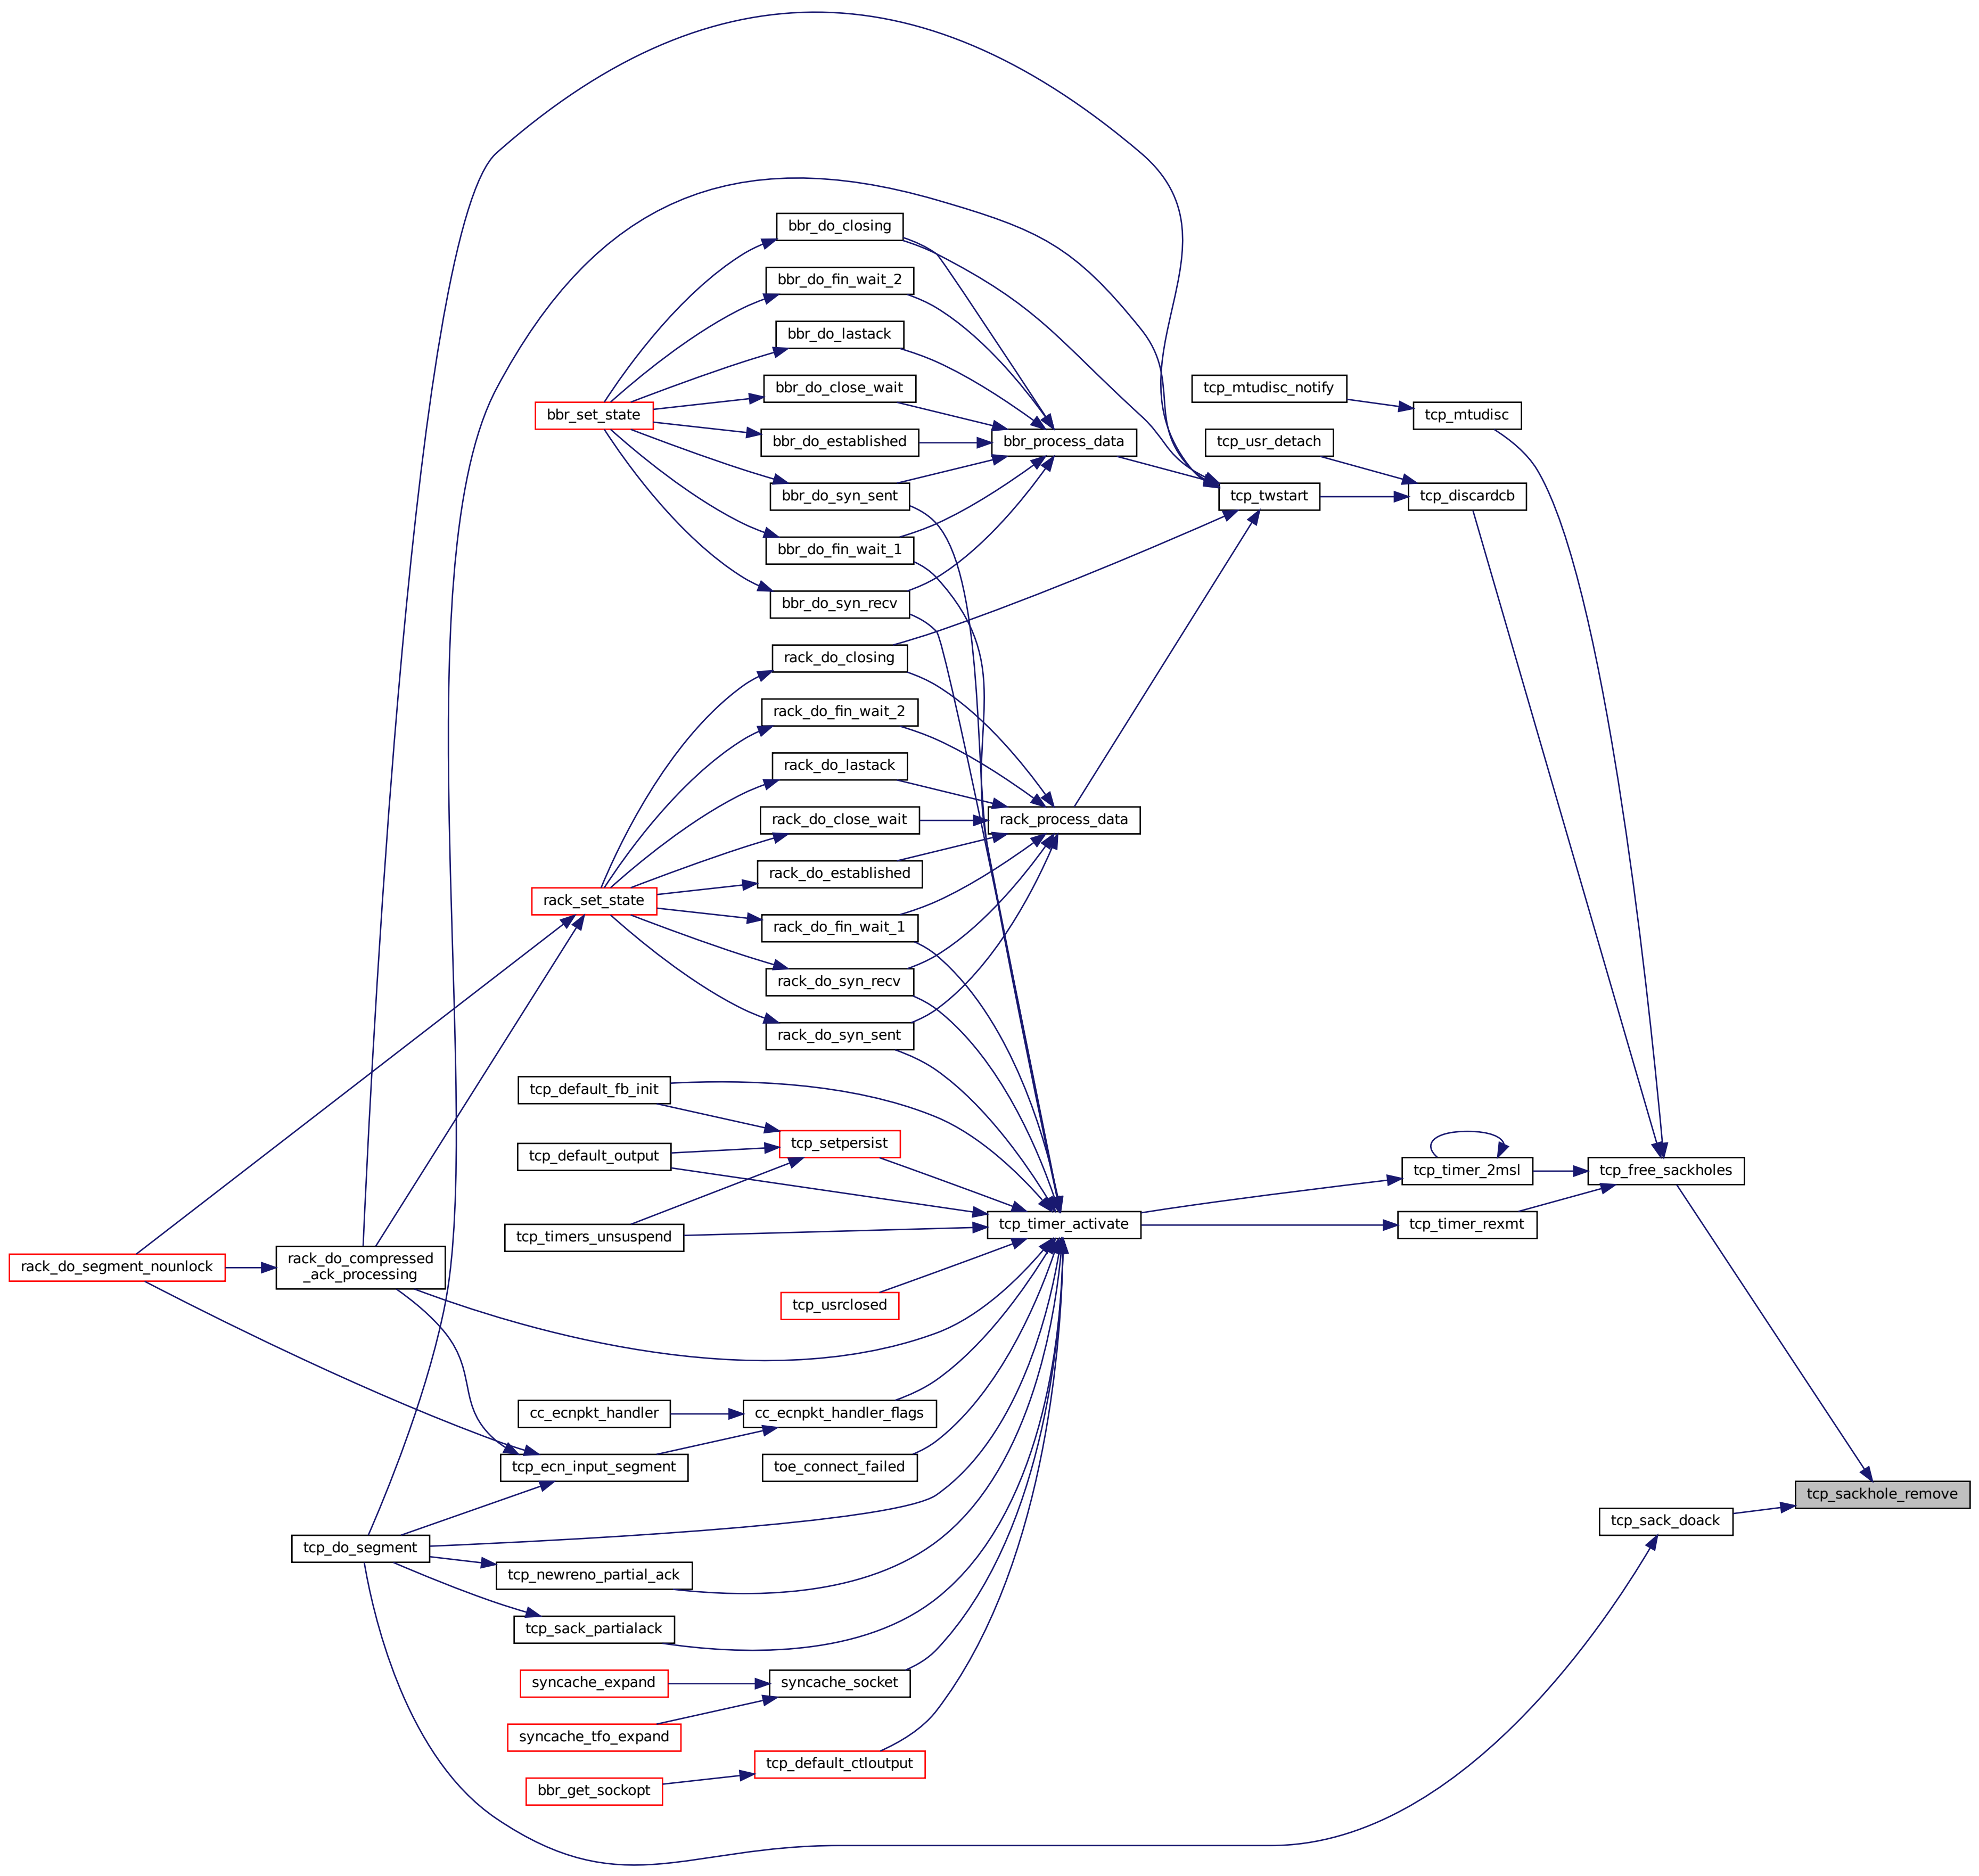 bbr_do_closing
bbr_do_fin_wait_2
bbr_do_lastack
bbr_do_close_wait
tcp_mtudisc_notify
bbr_set_state
tcp_mtudisc
bbr_do_established
bbr_process_data
tcp_usr_detach
bbr_do_syn_sent
tcp_twstart
tcp_discardcb
bbr_do_fin_wait_1
bbr_do_syn_recv
rack_do_closing
rack_do_fin_wait_2
rack_do_lastack
rack_do_close_wait
rack_process_data
rack_do_established
rack_set_state
rack_do_fin_wait_1
rack_do_syn_recv
rack_do_syn_sent
tcp_default_fb_init
tcp_setpersist
tcp_default_output
tcp_timer_2msl
tcp_free_sackholes
tcp_timers_unsuspend
tcp_timer_activate
tcp_timer_rexmt
rack_do_segment_nounlock
rack_do_compressed
_ack_processing
tcp_usrclosed
cc_ecnpkt_handler
cc_ecnpkt_handler_flags
tcp_ecn_input_segment
toe_connect_failed
tcp_sackhole_remove
tcp_sack_doack
tcp_do_segment
tcp_newreno_partial_ack
tcp_sack_partialack
syncache_expand
syncache_socket
syncache_tfo_expand
tcp_default_ctloutput
bbr_get_sockopt